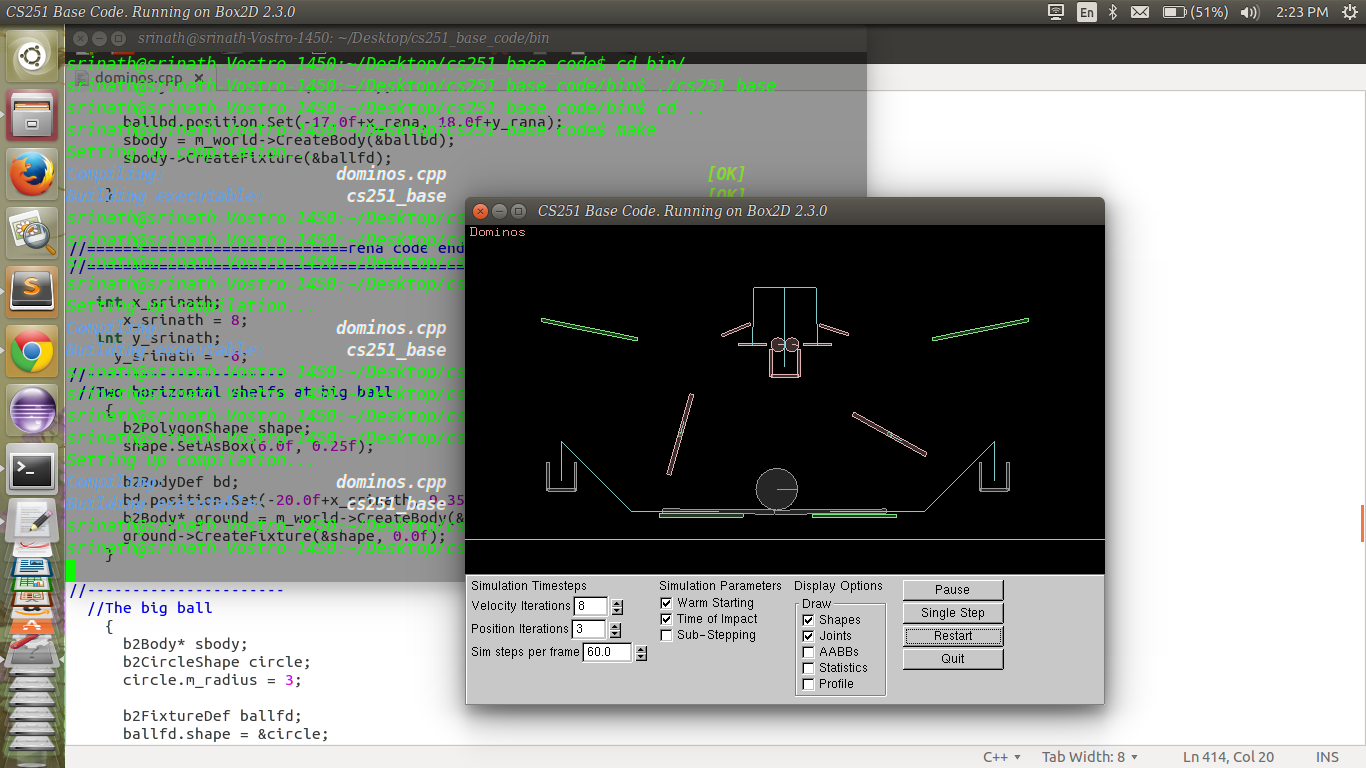 CS251 Base Code. Running on Box2D 2.3.0
En
(51%)
2:23 PM
srinath@srinath-Vostro-1450: ~/Desktop/cs251_base_code/bin
srinath@srinath-Vostro-1450:~/Desktop/cs251_base_code$ cd bin/
dominos.cpp
srinath@srinath-Vostro-1450:~/Desktop/cs251_base_code/bin$ ./cs251_base
srinath@srinath-Vostro-1450:~/Desktop/cs251_base_code/bin$ cd ..
ballbd.position.Set(-17.0f+x_rana, 18.0f+y_rana);
srinath@srinath-Vostro-1450:~/Desktop/cs251_base_code$ make
sbody = m_world->CreateBody(&ballbd);
Setting up compilation...
sbody->CreateFixture(&ballfd);
Compiling: dominos.cpp [OK]
}
Building executable: cs251_base [OK]
srinath@srinath-Vostro-1450:~/Desktop/cs
srinath@srinath-Vostro-1450:~/Desktop/cs
//=============================rena code end
srinath@srinath-Vostro-1450:~/Desktop/cs
srinath@srinath-Vostro-1450:~/Desktop/cs
int x_srinath;
Setting up compilation...
x_srinath = 8;
Compiling: dominos.cpp
int y_srinath;
Building executable: cs251_base
y_srinath = -6;
srinath@srinath-Vostro-1450:~/Desktop/cs
//----------------------
//Two horizontal shelfs at big ball
srinath@srinath-Vostro-1450:~/Desktop/cs
{
srinath@srinath-Vostro-1450:~/Desktop/cs
b2PolygonShape shape;
srinath@srinath-Vostro-1450:~/Desktop/cs
shape.SetAsBox(6.0f, 0.25f);
Setting up compilation...
Compiling: dominos.cpp
b2BodyDef bd;
bd.position.Set(-20.0f+x_srinath, 9.35
Building executable: cs251_base
b2Body* ground = m_world->CreateBody(&
srinath@srinath-Vostro-1450:~/Desktop/cs
ground->CreateFixture(&shape, 0.0f);
srinath@srinath-Vostro-1450:~/Desktop/cs
}
//----------------------
//The big ball
{
b2Body* sbody;
b2CircleShape circle;
circle.m_radius = 3;
b2FixtureDef ballfd;
ballfd.shape = &circle;
CS251 Base Code. Running on Box2D 2.3.0
Dominos
Simulation Timesteps
Velocity Iterations 8
Position Iterations 3
Sim steps per frame 60.0
Simulation Parameters
Warm Starting
Time of Impact
Sub-Stepping
Display Options
Draw
Shapes
Joints
AABBs
Statistics
Profile
Pause
Single Step
Restart
Quit
C++
Tab Width: 8
Ln 414, Col 20
INS